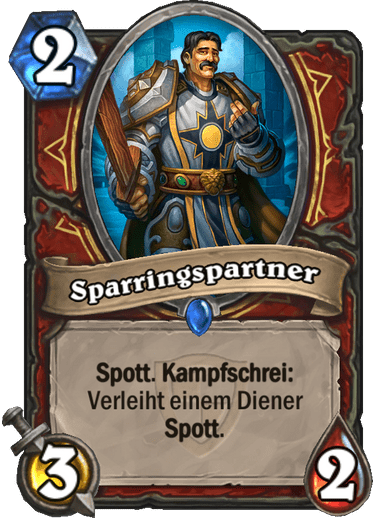 2
Sparringspartner
Spott. Kampfschrei:
Verleiht einem Diener
Spott.
3
2